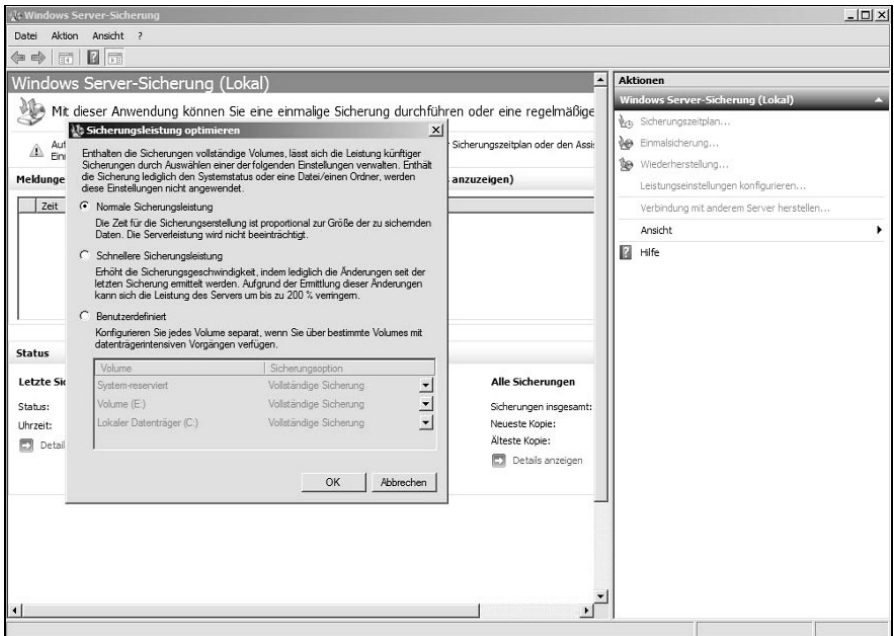 Windows Server-Sicherung
Datei Aktion Ansicht ?
Windows Server-Sicherung (Lokal)
Mit dieser Anwendung können Sie eine einmalige Sicherung durchführen oder eine regelmäßige
Auf
Ein
Sicherungszeitplan oder den Assis
Meldunge
s anzuzeigen)
Zeit
Sicherungsleistung optimieren
Enthalten die Sicherungen vollständige Volumes, lässt sich die Leistung künftiger
Sicherungen durch Auswählen einer der folgenden Einstellungen verwalten. Enthält
die Sicherung lediglich den Systemstatus oder eine Datei/einen Ordner, werden
diese Einstellungen nicht angewendet.
Normale Sicherungsleistung
Die Zeit für die Sicherungserstellung ist proportional zur Größe der zu sichernden
Daten. Die Serverleistung wird nicht beeinträchtigt.
Schnellere Sicherungsleistung
Erhöht die Sicherungsgeschwindigkeit, indem lediglich die Änderungen seit der
letzten Sicherung ermittelt werden. Aufgrund der Ermittlung dieser Änderungen
kann sich die Leistung des Servers um bis zu 200 % verringern.
Benutzerdefiniert
Konfigurieren Sie jedes Volume separat, wenn Sie über bestimmte Volumes mit
datenträgerintensiven Vorgängen verfügen.
Volume Sicherungsoption
System-reserviert Vollständige Sicherung
Volume (E:) Vollständige Sicherung
Lokaler Datenträger (C:) Vollständige Sicherung
OK Abbrechen
Status
Letzte Sic
Status:
Uhrzeit:
Detail
Alle Sicherungen
Sicherungen insgesamt:
Neueste Kopie:
Älteste Kopie:
Details anzeigen
Aktionen
Windows Server-Sicherung (Lokal)
Sicherungszeitplan...
Einmalsicherung...
Wiederherstellung...
Leistungseinstellungen konfigurieren...
Verbindung mit anderem Server herstellen...
Ansicht
Hilfe